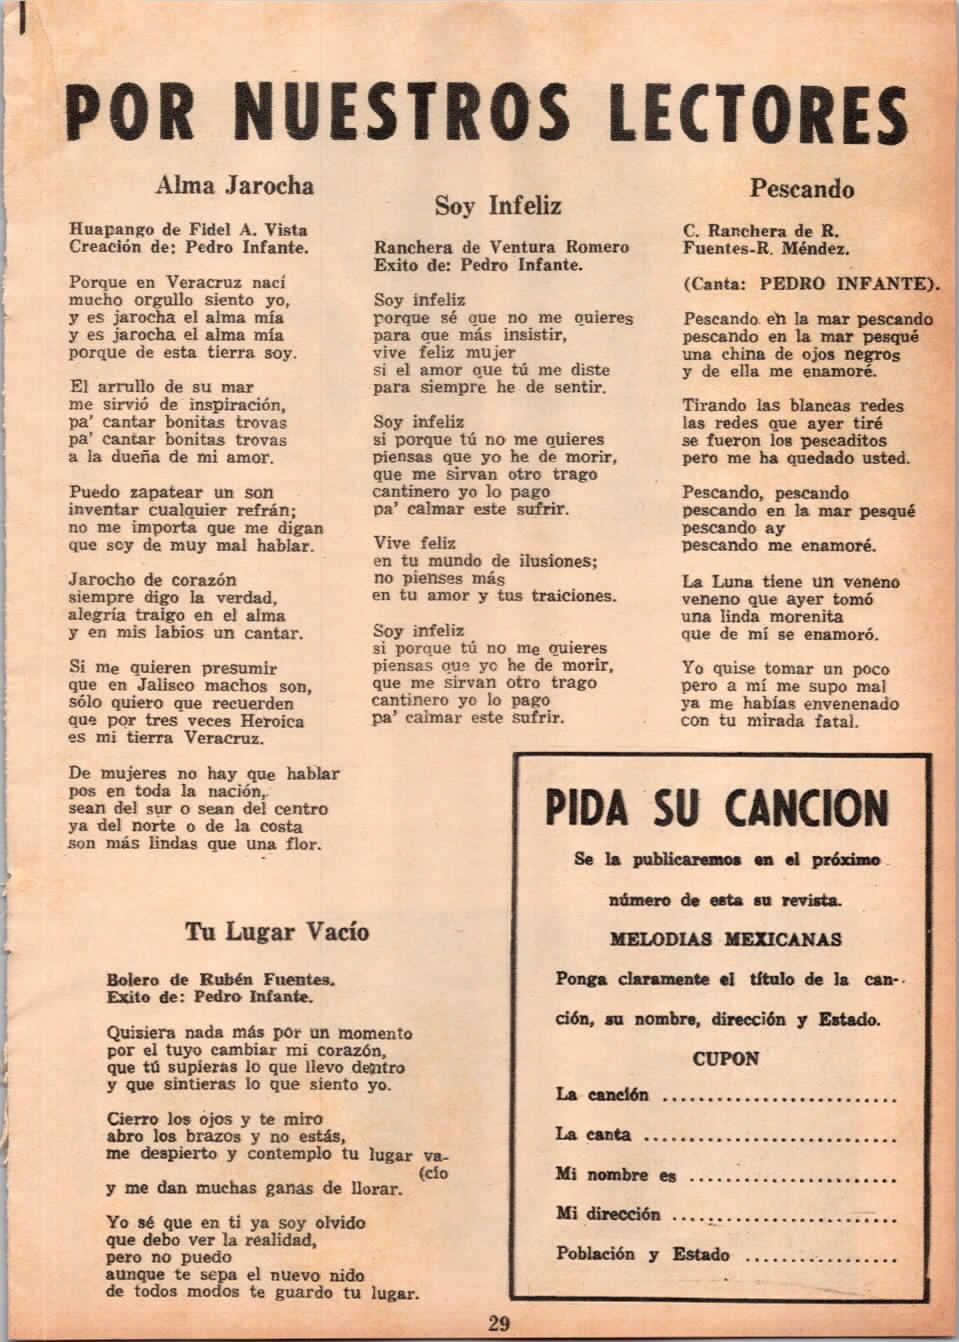 POR NUESTROS LECTORES
Alma Jarocha
Huapango de Fidel A. Vista
Creación de: Pedro Infante.
Porque en Veracruz nací
mucho orgullo siento yo,
y es jarocha el alma mía
y es jarocha el alma mía
porque de esta tierra soy.
El arrullo de su mar
me sirvió de inspiración,
pa' cantar bonitas trovas
pa' cantar bonitas trovas
a la dueña de mi amor.
Puedo zapatear un son
inventar cualquier refrán;
no me importa que me digan
que soy de muy mal hablar.
Jarocho de corazón
siempre digo la verdad,
alegría traigo en el alma
y en mis labios un cantar.
Si me quieren presumir
que en Jalisco machos son,
sólo quiero que recuerden
que por tres veces Heroica
es mi tierra Veracruz.
De mujeres no hay que hablar
pos en toda la nación,
sean del sur o sean del centro
ya del norte o de la costa
son más lindas que una flor.
Soy Infeliz
Ranchera de Ventura Romero
Exito de: Pedro Infante.
Soy infeliz
porque sé que no me quieres
para que más insistir,
vive feliz mujer
si el amor que tú me diste
para siempre he de sentir.
Soy infeliz
si porque tú no me quieres
piensas que yo he de morir,
que me sirvan otro trago
cantinero yo lo pago
pa' calmar este sufrir.
Vive feliz
en tu mundo de ilusiones;
no pienses más
en tu amor y tus traiciones.
Soy infeliz
si porque tú no me quieres
piensas que yo he de morir,
que me sirvan otro trago
cantinero yo lo pago
pa' calmar este sufrir.
Pescando
C. Ranchera de R.
Fuentes-R. Méndez.
(Canta: PEDRO INFANTE).
Pescando en la mar pescando
pescando en la mar pesqué
una china de ojos negros
y de ella me enamoré.
Tirando las blancas redes
las redes que ayer tiré
se fueron los pescaditos
pero me ha quedado usted.
Pescando, pescando
pescando en la mar pesqué
pescando ay
pescando me enamoré.
La Luna tiene un veneno
veneno que ayer tomó
una linda morenita
que de mí se enamoró.
Yo quise tomar un poco
pero a mí me supo mal
ya me habías envenenado
con tu mirada fatal.
Tu Lugar Vacío
Bolero de Rubén Fuentes.
Exito de: Pedro Infante.
Quisiera nada más por un momento
por el tuyo cambiar mi corazón,
que tú supieras lo que llevo dentro
y que sintieras lo que siento yo.
Cierro los ojos y te miro
abro los brazos y no estás,
me despierto y contemplo tu lugar va-
(cío
y me dan muchas ganas de llorar.
Yo sé que en ti ya soy olvido
que debo ver la realidad,
pero no puedo
aunque te sepa el nuevo nido
de todos modos te guardo tu lugar.
PIDA SU CANCION
Se la publicaremos en el próximo
número de esta su revista.
MELODIAS MEXICANAS
Ponga claramente el título de la can-
ción, su nombre, dirección y Estado.
CUPON
La canción ..........................
La canta ............................
Mi nombre es .......................
Mi dirección .........................
Población y Estado .................
29